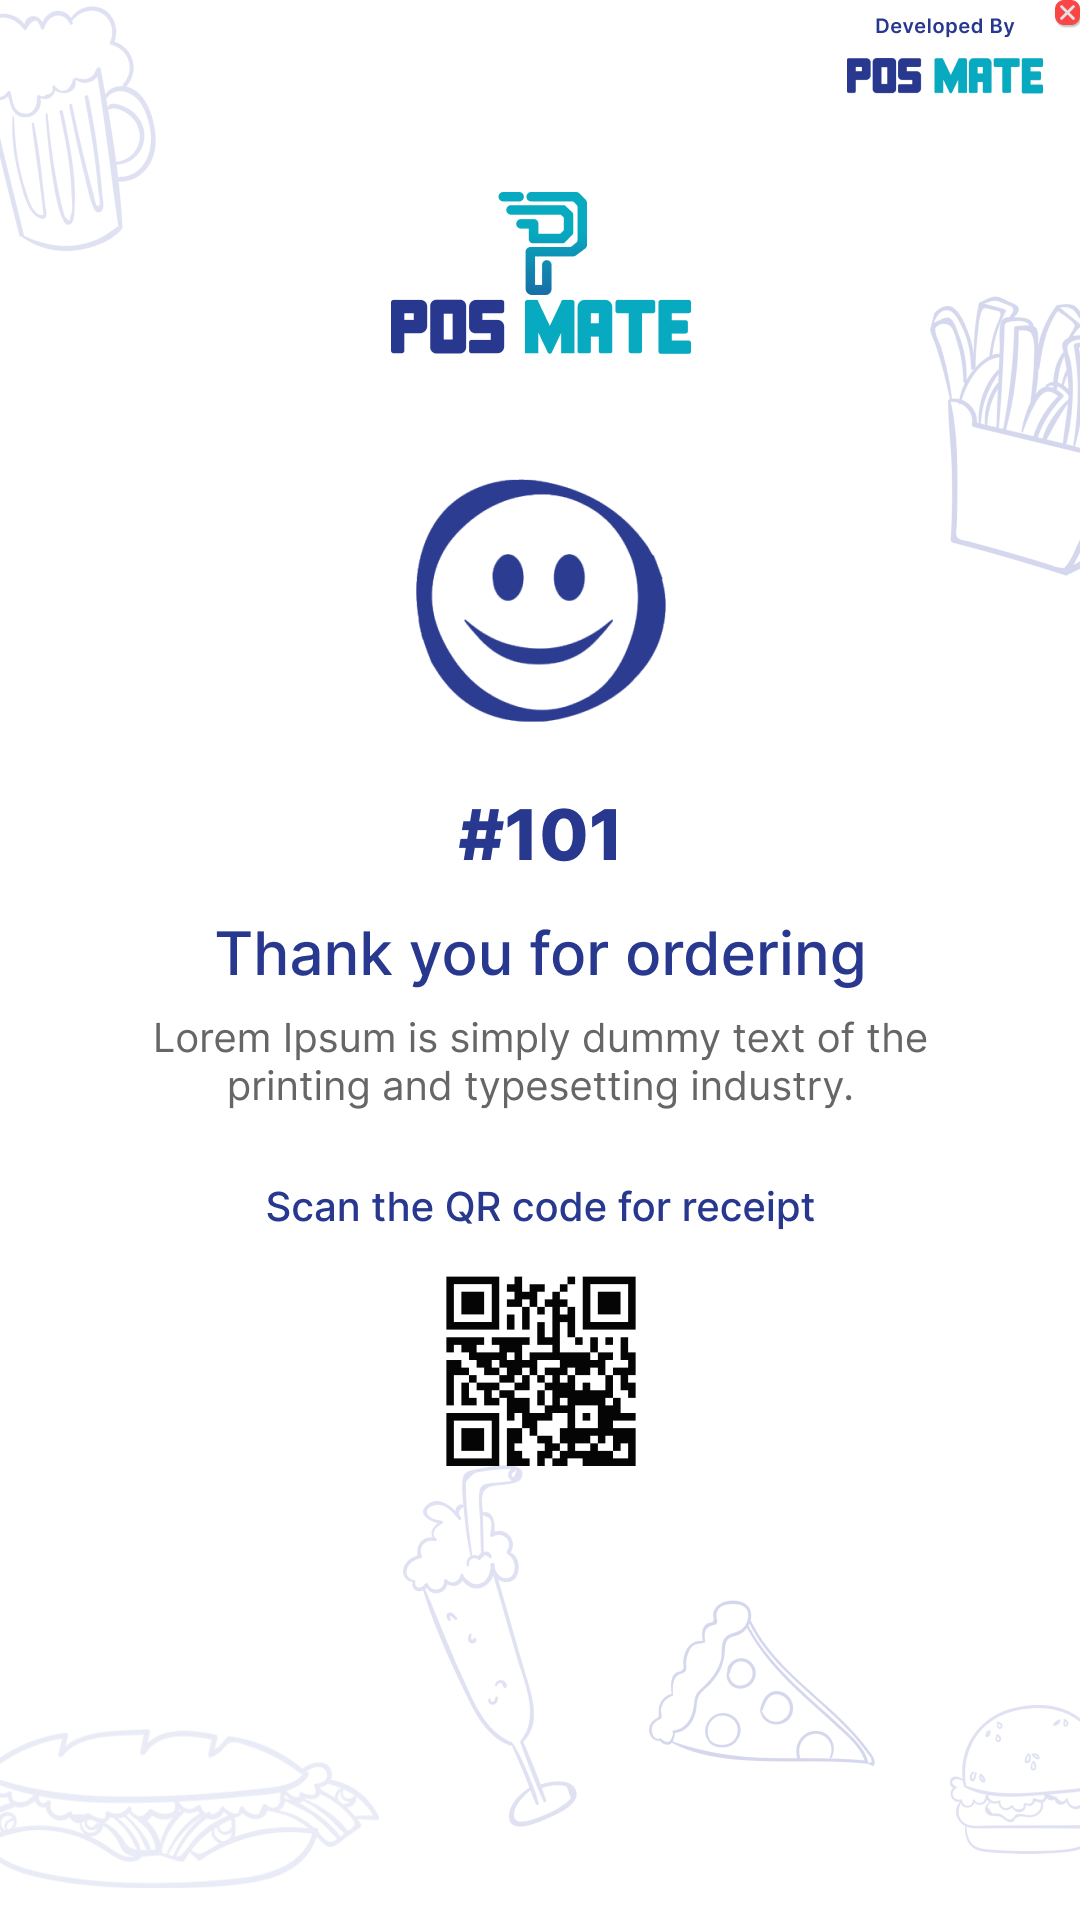 Developed By
POS MATE
POS MATE
#101
Thank you for ordering
Lorem Ipsum is simply dummy text of the
printing and typesetting industry.
Scan the QR code for receipt